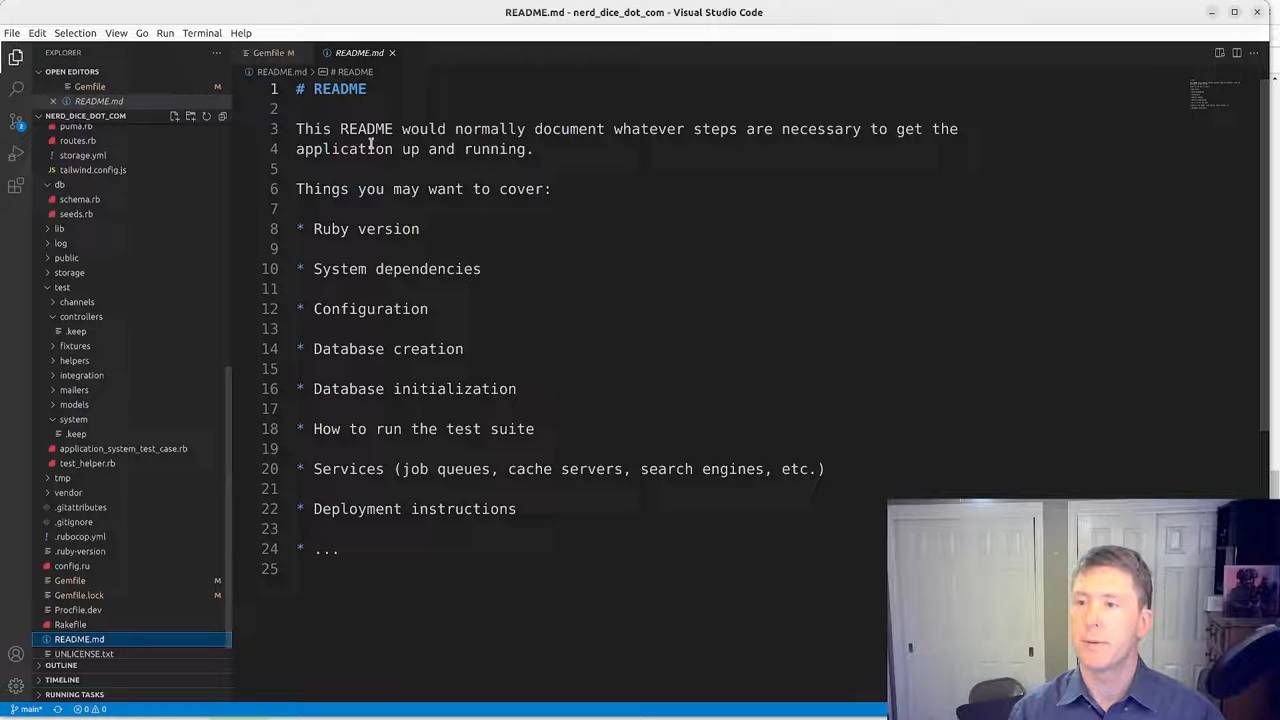 README.md - nerd_dice_dot_com - Visual Studio Code
File Edit Selection View Go Run Terminal Help
EXPLORER
OPEN EDITORS
Gemfile M
README.md
NERD_DICE_DOT_COM
puma.rb
routes.rb
storage.yml
tailwind.config.js
db
schema.rb
seeds.rb
lib
log
public
storage
test
channels
controllers
.keep
fixtures
helpers
integration
mailers
models
system
.keep
application_system_test_case.rb
test_helper.rb
tmp
vendor
.gitattributes
.gitignore
.rubocop.yml
.ruby-version
config.ru
Gemfile M
Gemfile.lock M
Procfile.dev
Rakefile
README.md
UNLICENSE.txt
OUTLINE
TIMELINE
RUNNING TASKS
2
main* 0 0
Gemfile M README.md
README.md > # README
1 # README
2
3 This README would normally document whatever steps are necessary to get the
4 application up and running.
5
6 Things you may want to cover:
7
8 * Ruby version
9
10 * System dependencies
11
12 * Configuration
13
14 * Database creation
15
16 * Database initialization
17
18 * How to run the test suite
19
20 * Services (job queues, cache servers, search engines, etc.)
21
22 * Deployment instructions
23
24 * ...
25